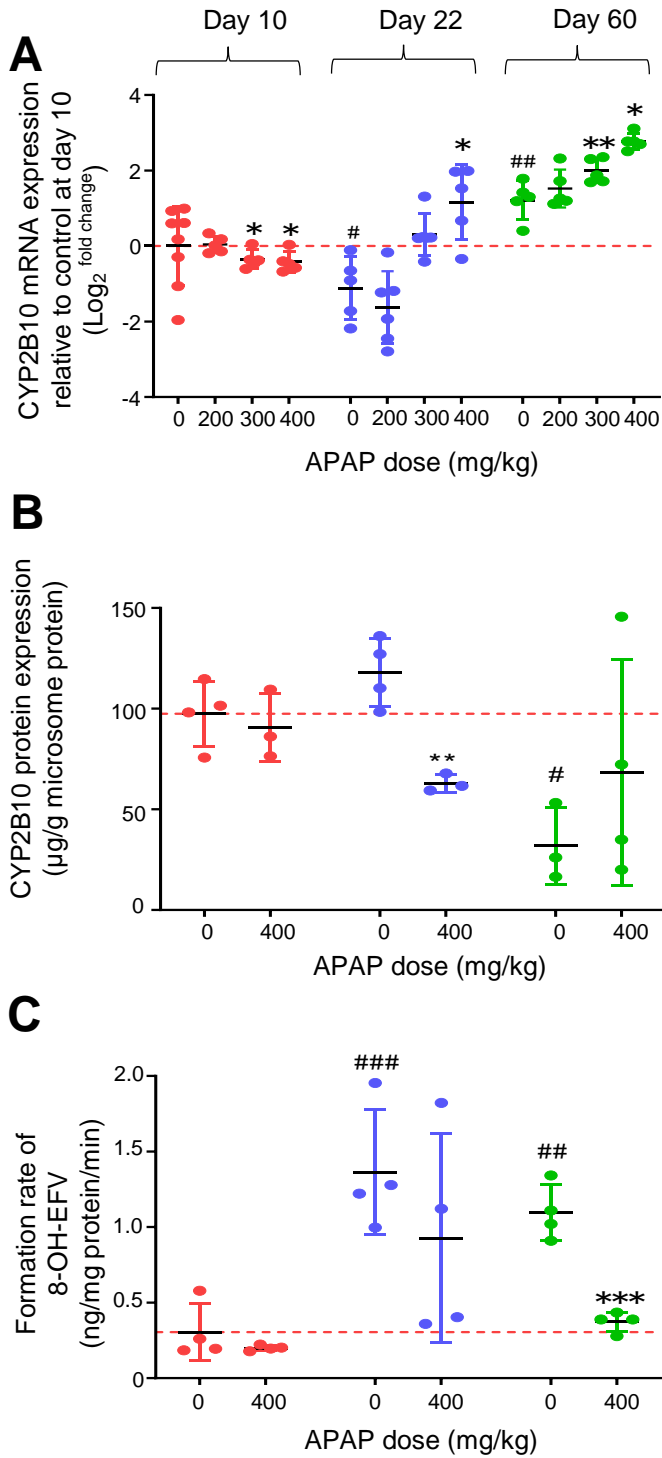 Day 10 Day 22 Day 60
A
CYP2B10 mRNA expression
relative to control at day 10
(Log2 fold change)
4
2
0
-2
-4
* * # * ## ** *
0 200 300 400 0 200 300 400 0 200 300 400
APAP dose (mg/kg)
B
CYP2B10 protein expression
(µg/g microsome protein)
150
100
50
0
** #
0 400 0 400 0 400
APAP dose (mg/kg)
C
Formation rate of
8-OH-EFV
(ng/mg protein/min)
2.0
1.5
1.0
0.5
0
### ## ***
0 400 0 400 0 400
APAP dose (mg/kg)